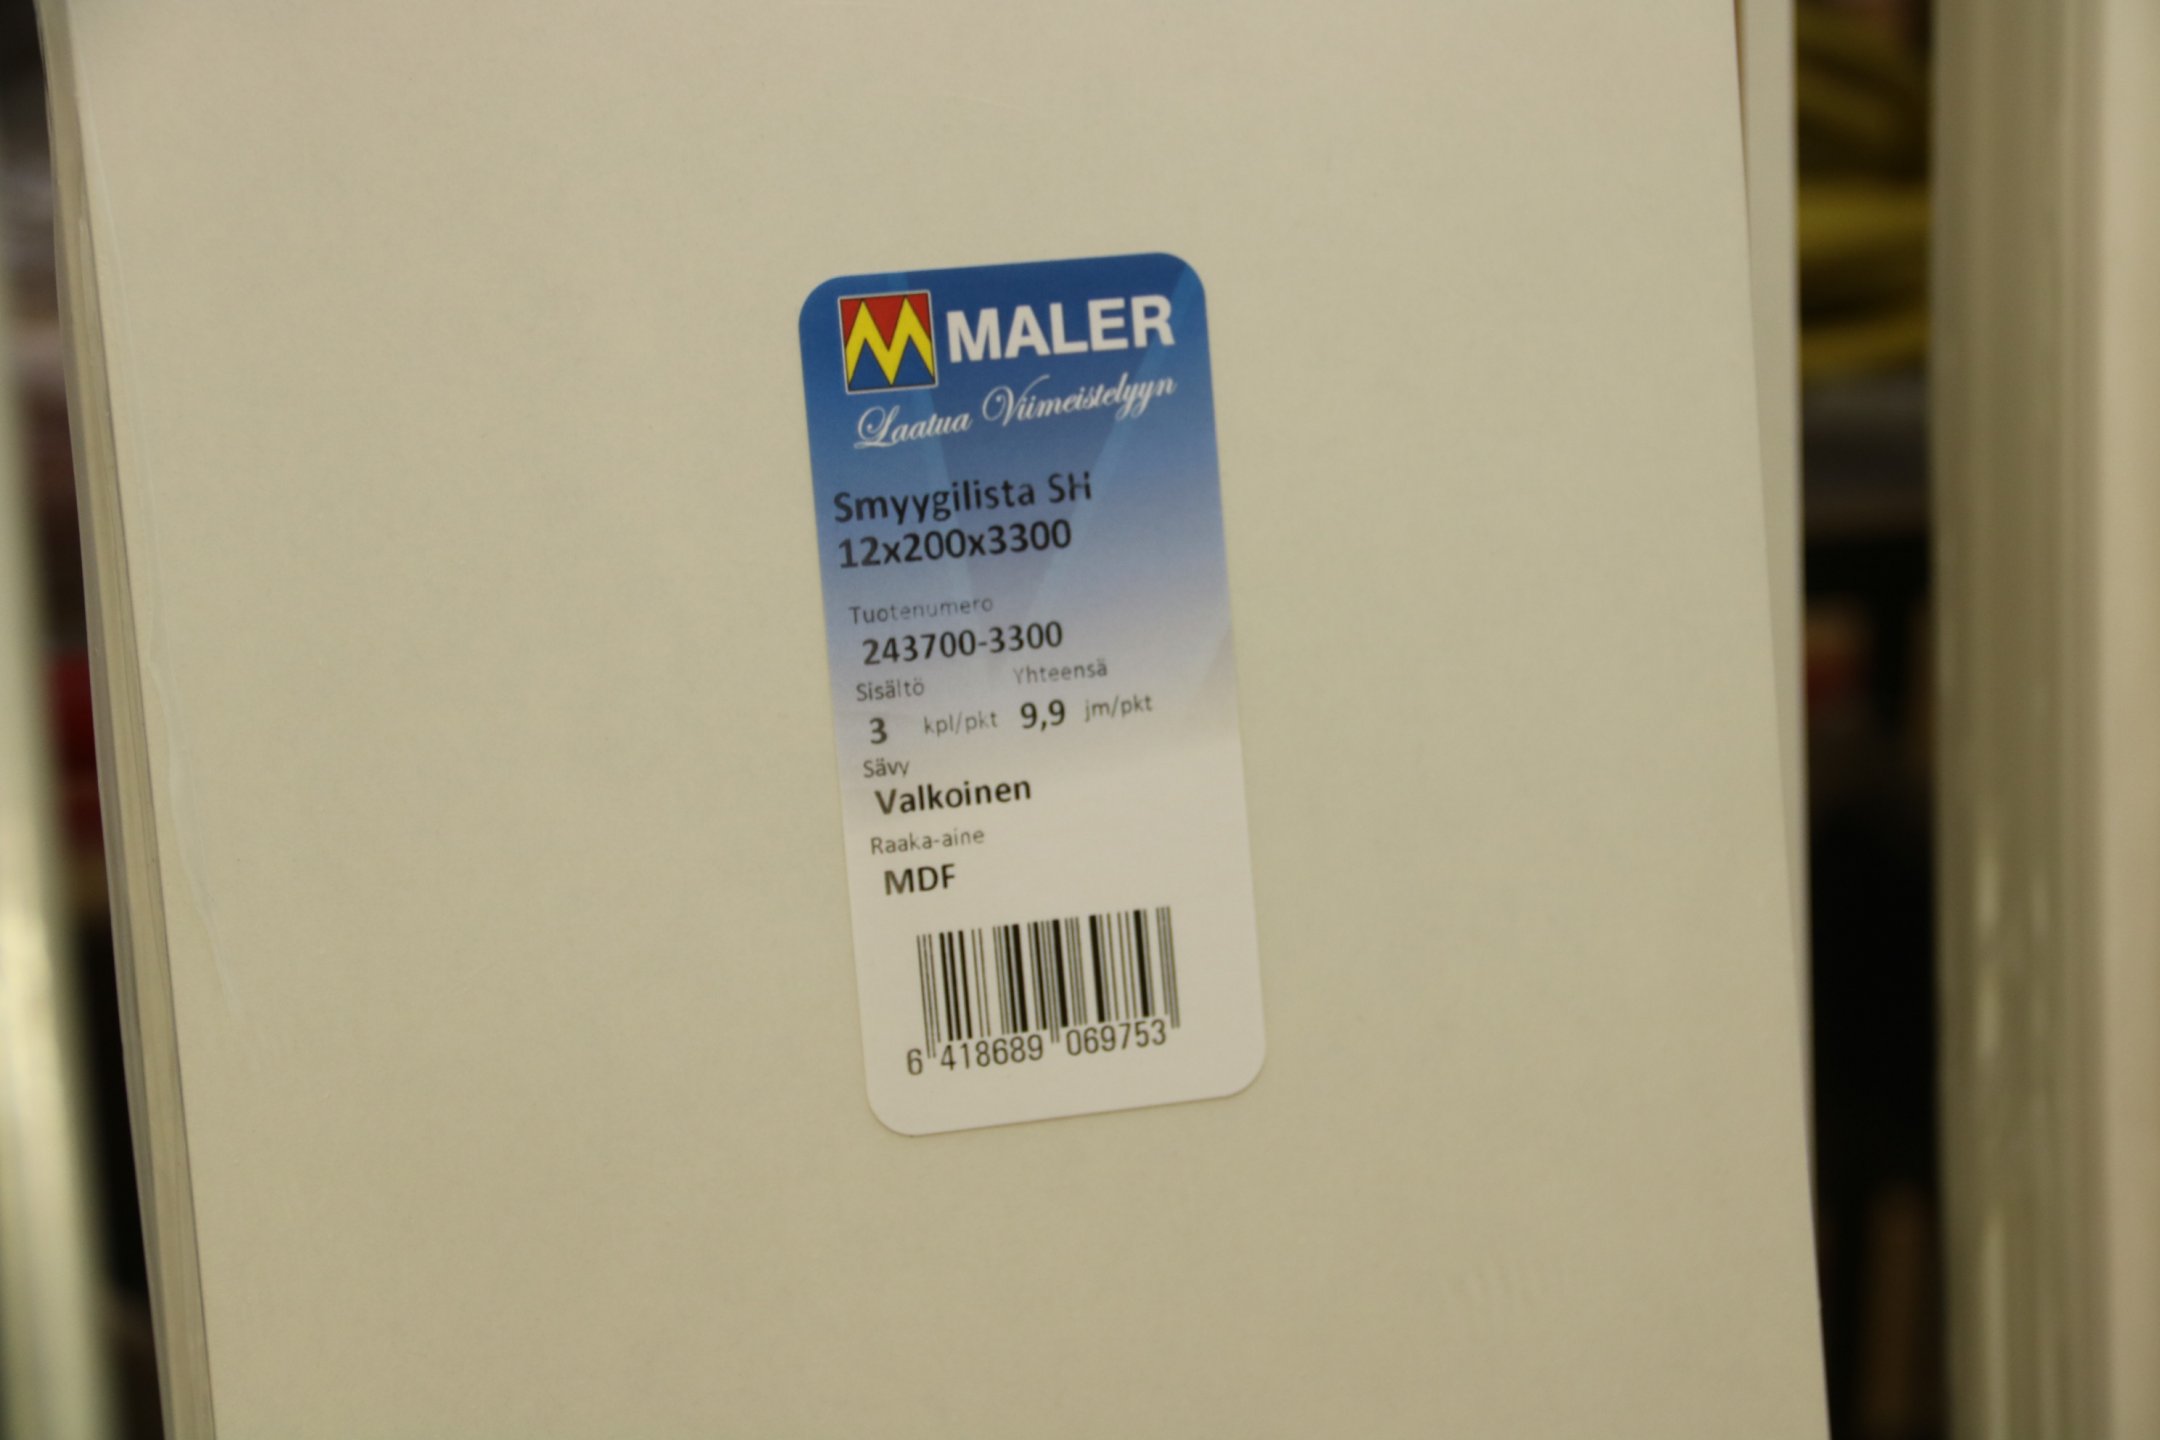 MALER
Laatua Viimeistelyyn
Smyygilista SH
12x200x3300
Tuotenumero
243700-3300
Sisältö Yhteensä
3 kpl/pkt 9,9 jm/pkt
Sävy
Valkoinen
Raaka-aine
MDF
6 418689 069753